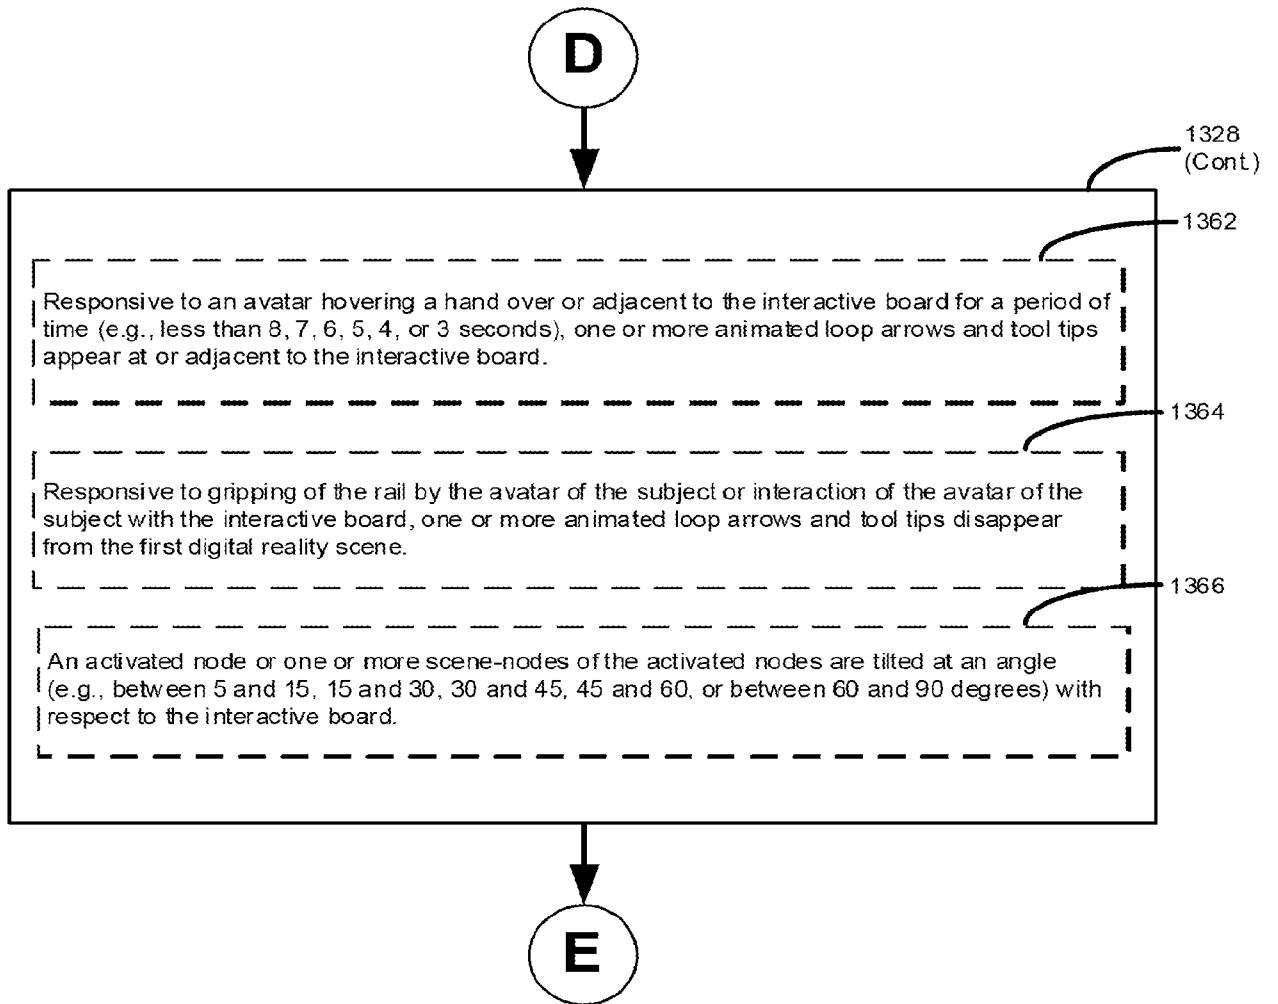 D
1328
(Cont.)
1362
Responsive to an avatar hovering a hand over or adjacent to the interactive board for a period of
time (e.g., less than 8, 7, 6, 5, 4, or 3 seconds), one or more animated loop arrows and tool tips
appear at or adjacent to the interactive board.
1364
Responsive to gripping of the rail by the avatar of the subject or interaction of the avatar of the
subject with the interactive board, one or more animated loop arrows and tool tips disappear
from the first digital reality scene.
1366
An activated node or one or more scene-nodes of the activated nodes are tilted at an angle
(e.g., between 5 and 15, 15 and 30, 30 and 45, 45 and 60, or between 60 and 90 degrees) with
respect to the interactive board.
E